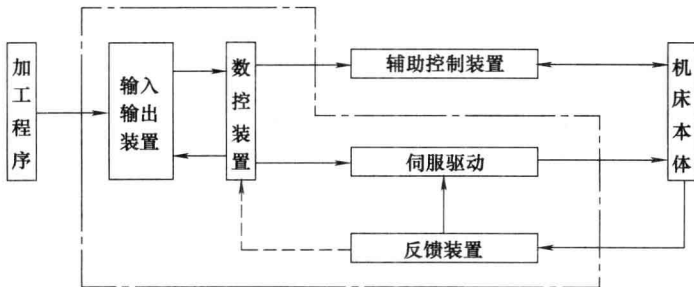 加工程序
输入
输出
装置
数控装置
辅助控制装置
伺服驱动
反馈装置
机床本体